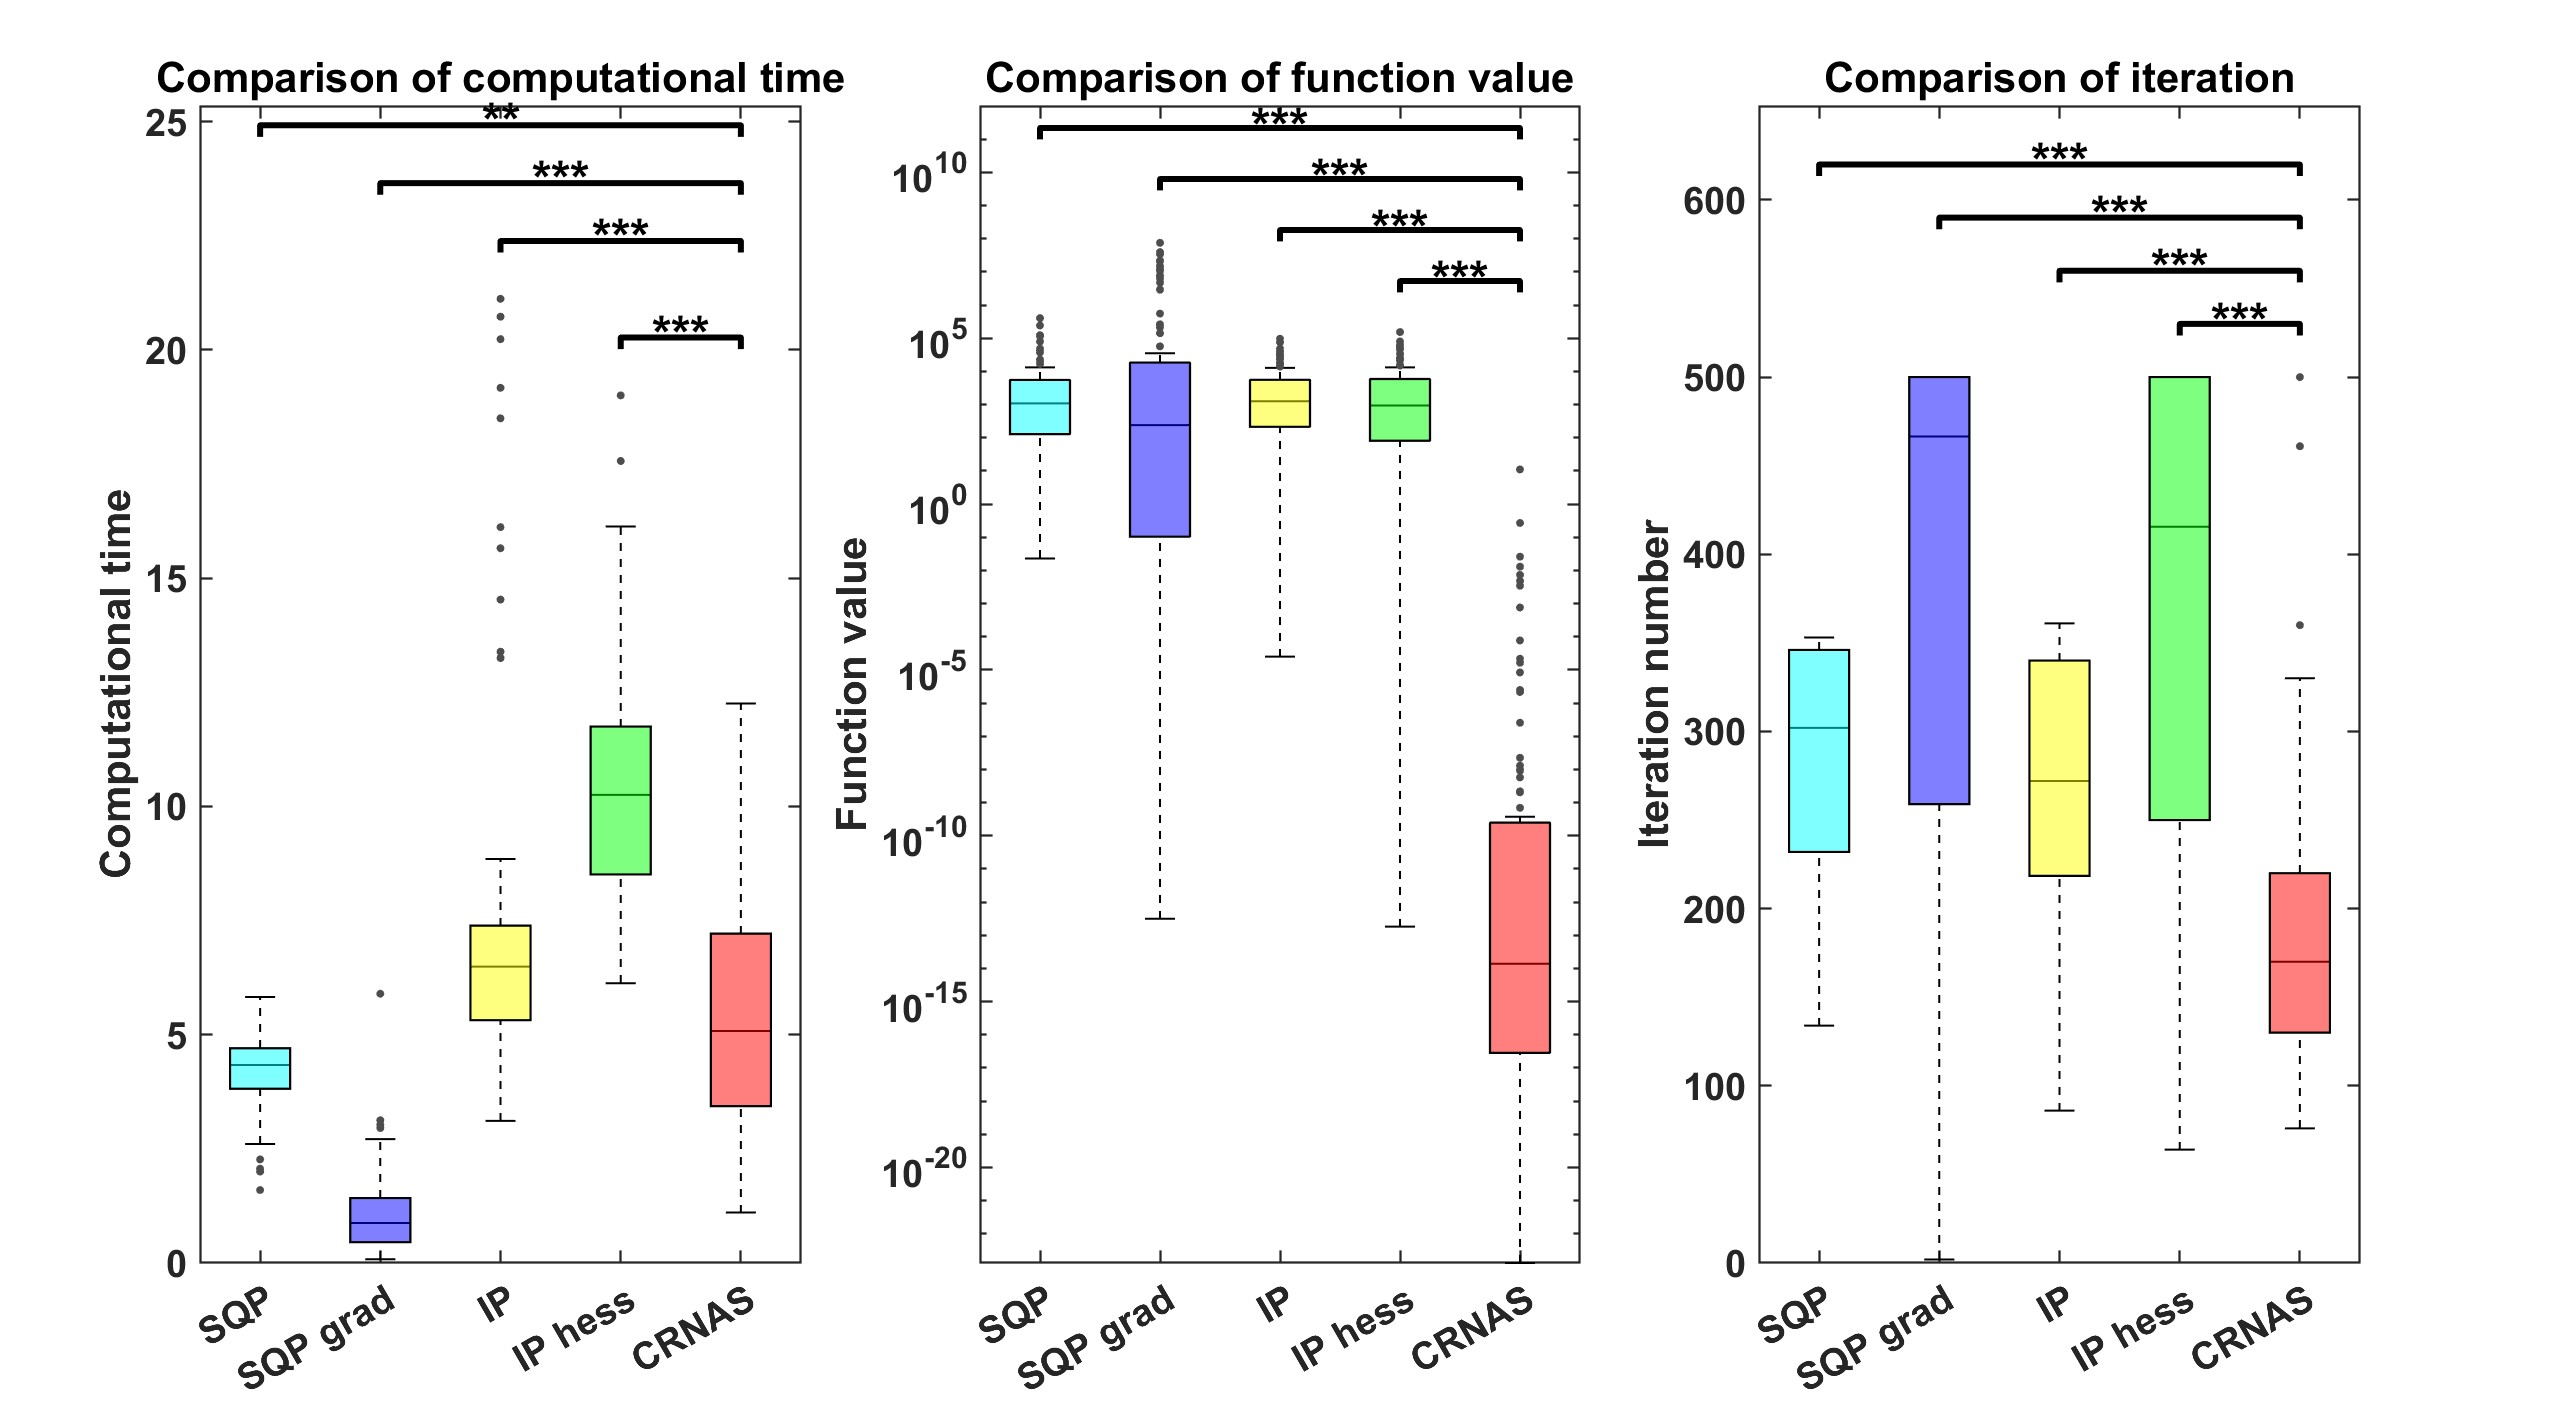 Comparison of computational time
**
***
***
***
25
20
15
10
5
0
Computational time
SQP
SQP grad
IP
IP hess
CRNAS
Comparison of function value
***
***
***
***
10^10
10^5
10^0
10^-5
10^-10
10^-15
10^-20
Function value
SQP
SQP grad
IP
IP hess
CRNAS
Comparison of iteration
***
***
***
***
600
500
400
300
200
100
0
Iteration number
SQP
SQP grad
IP
IP hess
CRNAS